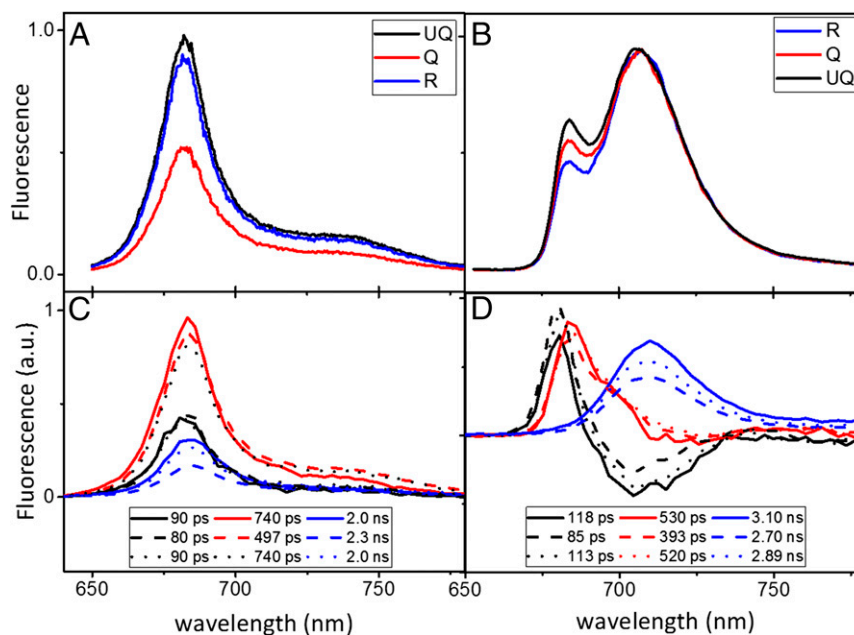 A
UQ
Q
R
B
R
Q
UQ
1.0
0.0
Fluorescence
C
90 ps 740 ps 2.0 ns
80 ps 497 ps 2.3 ns
90 ps 740 ps 2.0 ns
D
118 ps 530 ps 3.10 ns
85 ps 393 ps 2.70 ns
113 ps 520 ps 2.89 ns
1
0
Fluorescence (a.u.)
650 700 750 650 700 750
wavelength (nm) wavelength (nm)